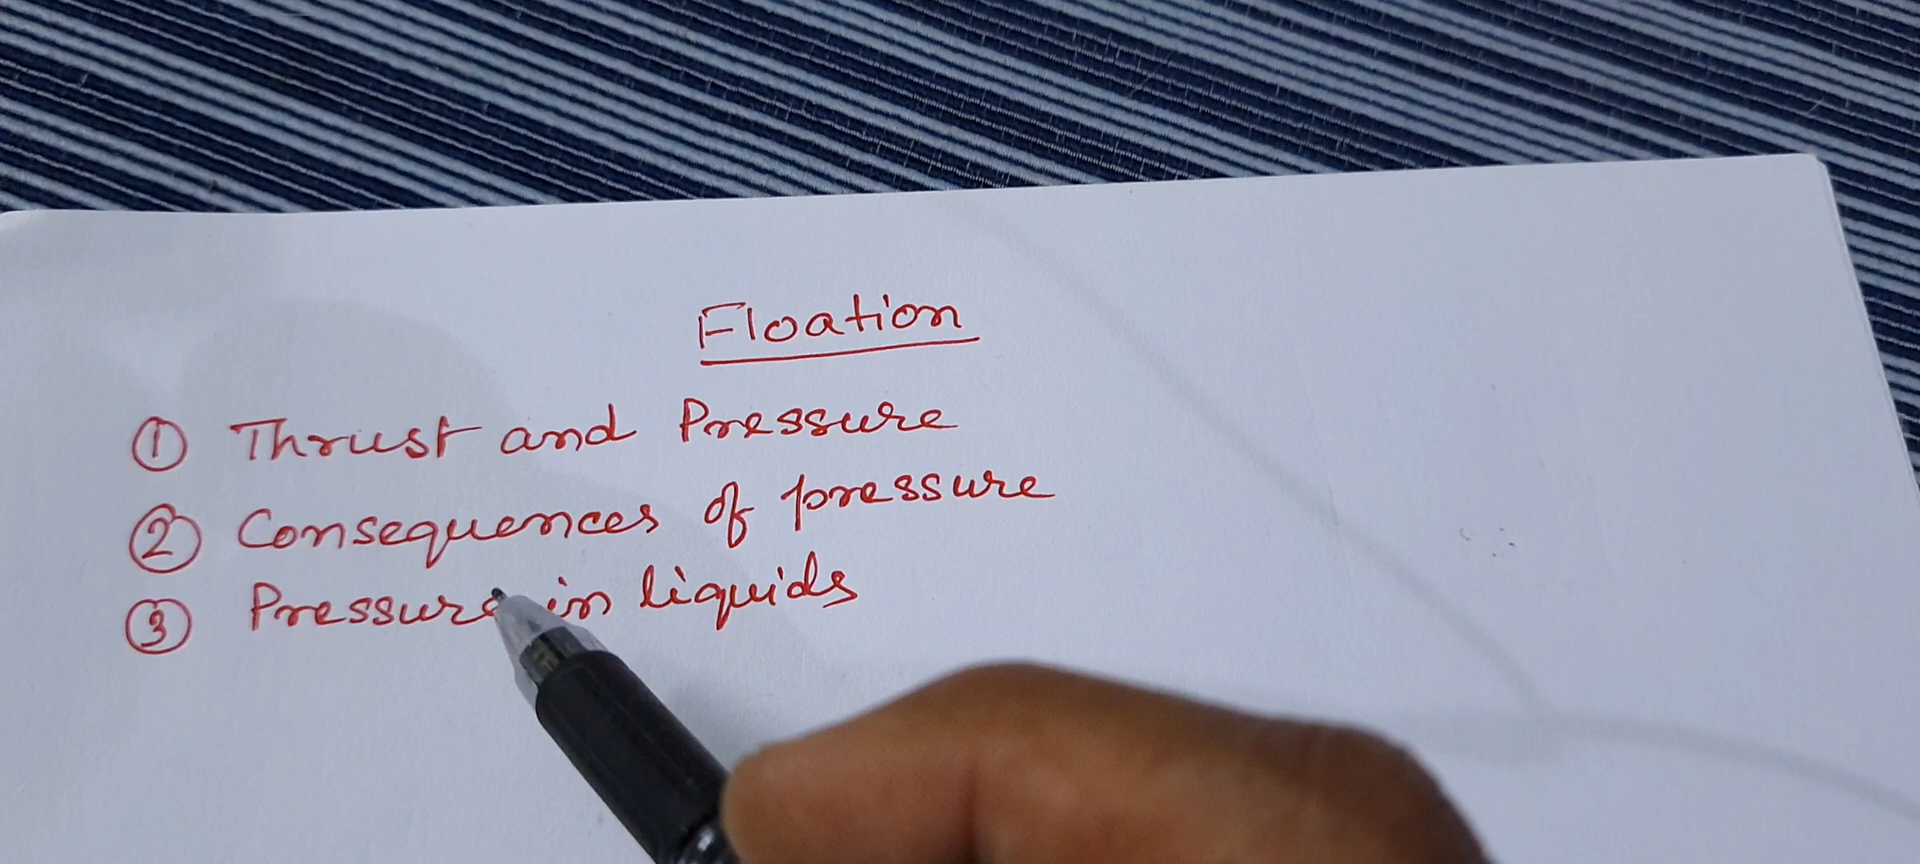 Floation
① Thrust and Pressure
② Consequences of pressure
③ Pressure in liquids